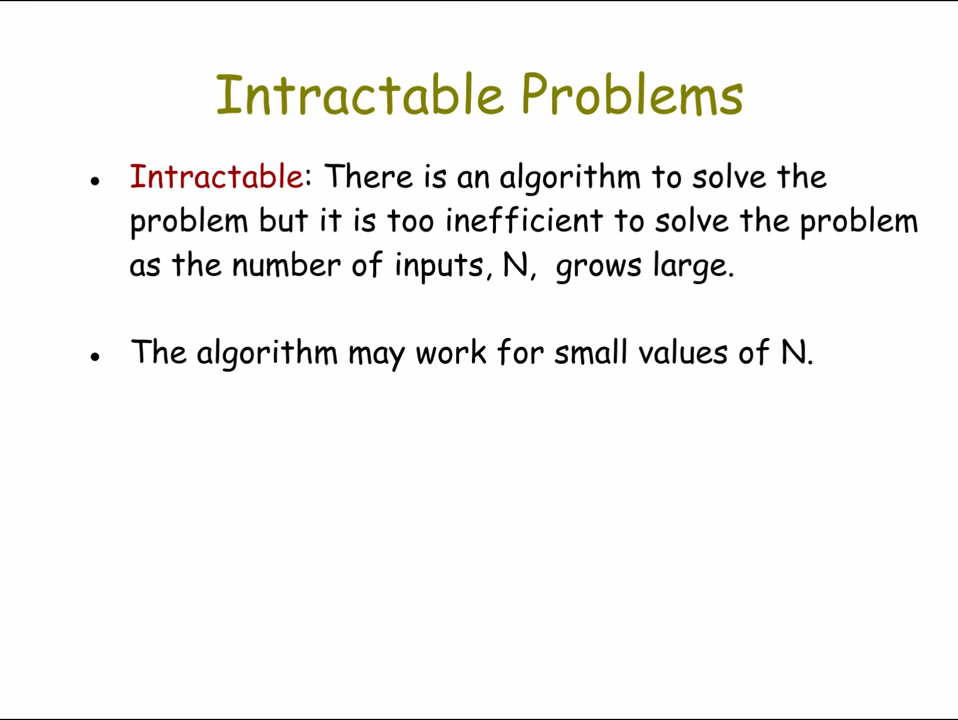 Intractable Problems
• Intractable: There is an algorithm to solve the
problem but it is too inefficient to solve the problem
as the number of inputs, N, grows large.
• The algorithm may work for small values of N.